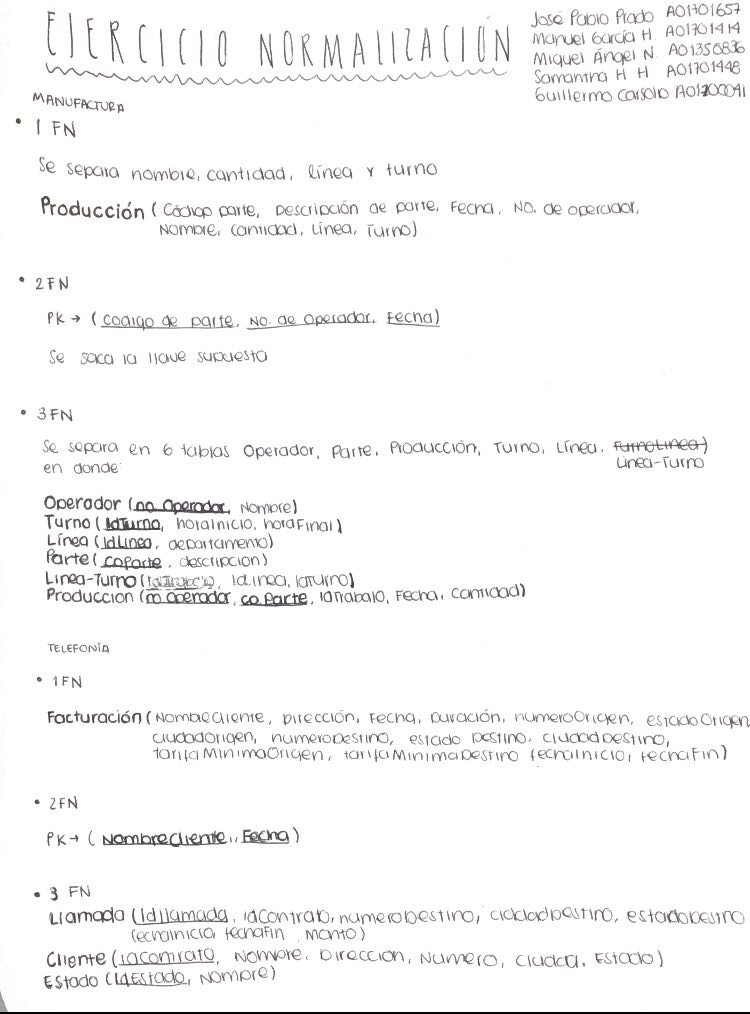 EJERCICIO NORMALIZACIÓN
José Pablo Prado A01701657
Manuel García H. A01701414
Miguel Ángel N. A01350836
Samantha H H A01701448
Guillermo Carsolio A01700041
MANUFACTURA
• 1 FN
Se separa nombre, cantidad, línea y turno
Producción ( Código parte, Descripción de parte, Fecha, No. de operador,
Nombre, Cantidad, Línea, Turno)
• 2FN
PK → ( codigo de parte, No. de Operador, Fecha)
Se saca la llave supuesta
• 3FN
Se separa en 6 tablas Operador, Parte, Producción, Turno, Línea, TurnoLinea)
en donde: Linea-Turno
Operador (no. Operador, Nombre)
Turno ( IdTurno, horaInicio, horaFinal)
Línea (IdLinea, departamento)
Parte( coParte, descripcion)
Linea-Turno (idTrabajo, idLinea, idTurno)
Produccion (no operador, co Parte, idTrabajo, Fecha, Cantidad)
TELEFONÍA
• 1FN
Facturación ( NombreCliente, Dirección, Fecha, Duración, numeroOrigen, estadoOrigen
ciudadOrigen, numeroDestino, estado Destino, ciudadDestino,
tarifaMinimaOrigen, tarifaMinimaDestino fechaInicio, fechaFin)
• 2FN
PK → ( NombreCliente, Fecha)
• 3 FN
Llamada (Idllamada, idContrato, numeroDestino, ciudadDestino, estadoDestino
fechaInicio, fechaFin, Monto)
Cliente (idContrato, Nombre, Dirección, Numero, Ciudad, Estado)
Estado (IdEstado, Nombre)